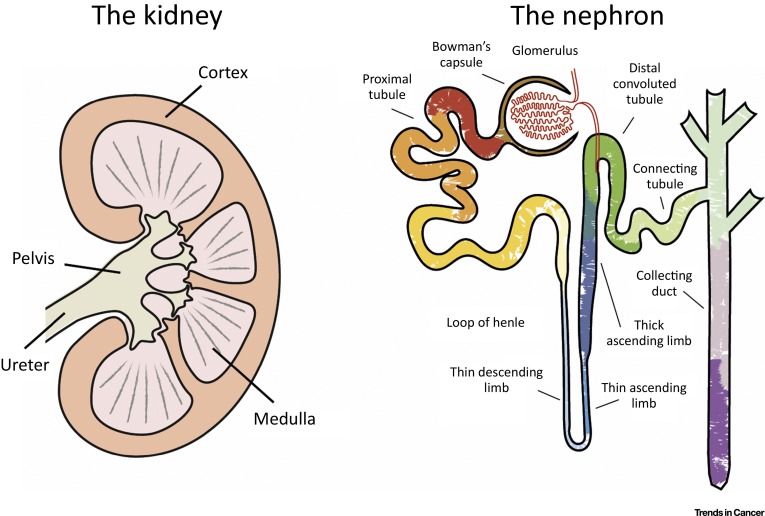 The kidney
Cortex
Pelvis
Ureter
Medulla
The nephron
Bowman's
capsule
Glomerulus
Proximal
tubule
Distal
convoluted
tubule
Connecting
tubule
Collecting
duct
Loop of henle
Thick
ascending limb
Thin descending
limb
Thin ascending
limb
Trends in Cancer